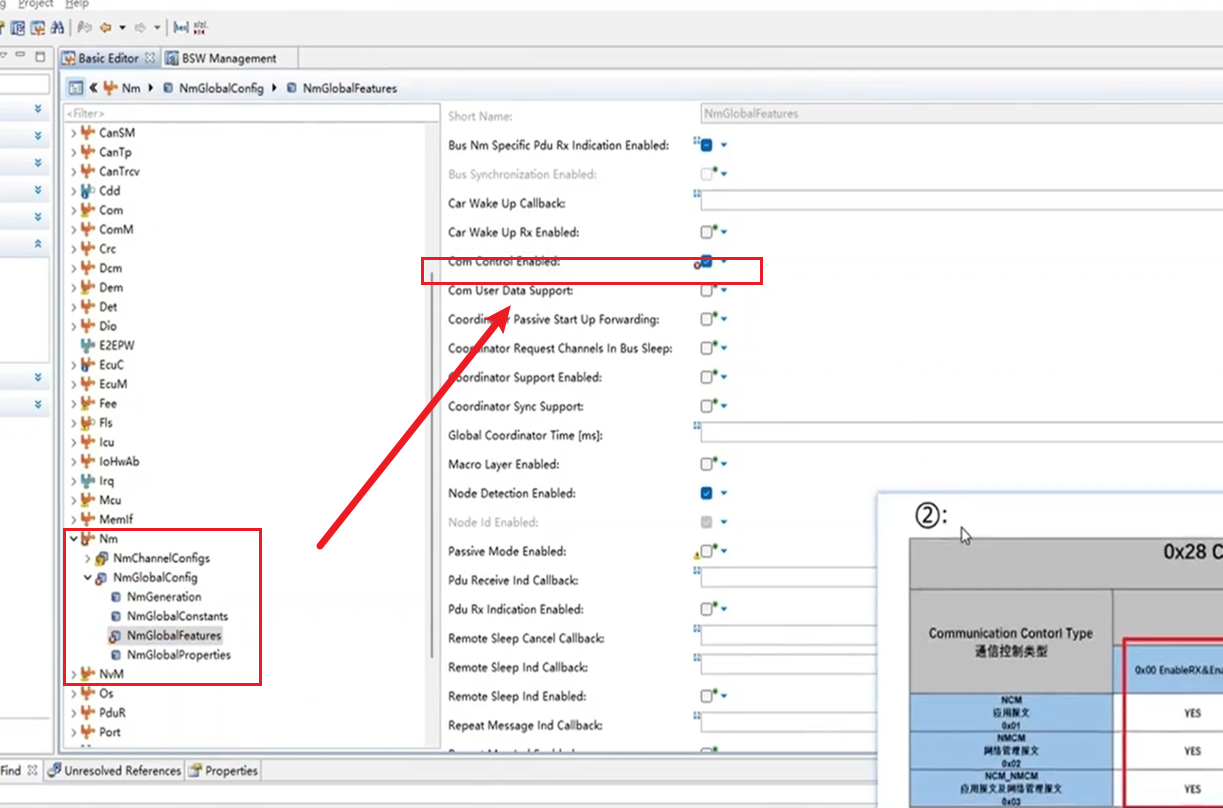 Project Help
Basic Editor
BSW Management
Nm
NmGlobalConfig
NmGlobalFeatures
<Filter>
CanSM
CanTp
CanTrcv
Cdd
Com
ComM
Crc
Dcm
Dem
Det
Dio
E2EPW
EcuC
EcuM
Fee
Fls
Icu
IoHwAb
Irq
Mcu
MemIf
Nm
NmChannelConfigs
NmGlobalConfig
NmGeneration
NmGlobalConstants
NmGlobalFeatures
NmGlobalProperties
NvM
Os
PduR
Port
Short Name:
NmGlobalFeatures
Bus Nm Specific Pdu Rx Indication Enabled:
Bus Synchronization Enabled:
Car Wake Up Callback:
Car Wake Up Rx Enabled:
Com Control Enabled:
Com User Data Support:
Coordinator Passive Start Up Forwarding:
Coordinator Request Channels In Bus Sleep:
Coordinator Support Enabled:
Coordinator Sync Support:
Global Coordinator Time [ms]:
Macro Layer Enabled:
Node Detection Enabled:
Node Id Enabled:
Passive Mode Enabled:
Pdu Receive Ind Callback:
Pdu Rx Indication Enabled:
Remote Sleep Cancel Callback:
Remote Sleep Ind Callback:
Remote Sleep Ind Enabled:
Repeat Message Ind Callback:
②:
0x28 C
Communication Contorl Type
通信控制类型
0x00 EnableRX&Ena
NCM
应用报文
0x01
YES
NMCM
网络管理报文
0x02
YES
NCM_NMCM
应用报文及网络管理报文
0x03
YES
Find
Unresolved References
Properties